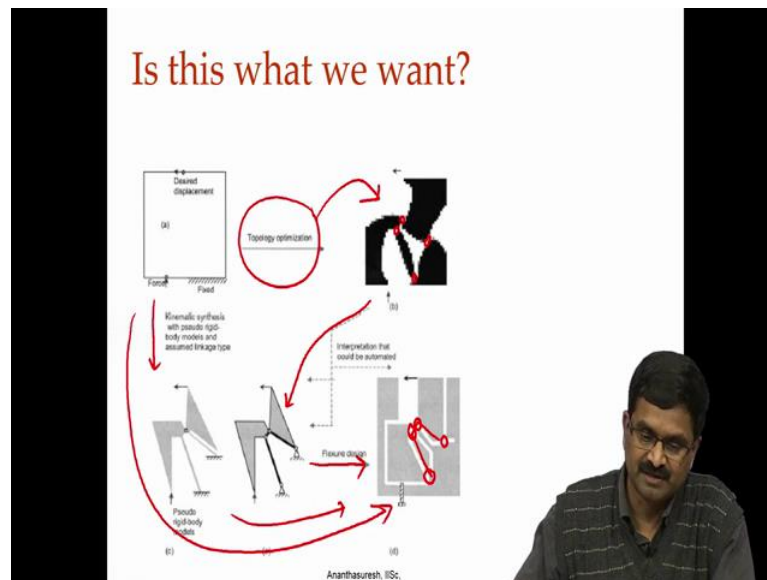 Is this what we want?
Desired
displacement
(a)
Topology optimization
Force
Fixed
(b)
Kinematic synthesis
with pseudo rigid-
body models and
assumed linkage type
Interpretation that
could be automated
Flexure design
Pseudo
rigid-body
models
(c)
(d)
Ananthasuresh, IISc,